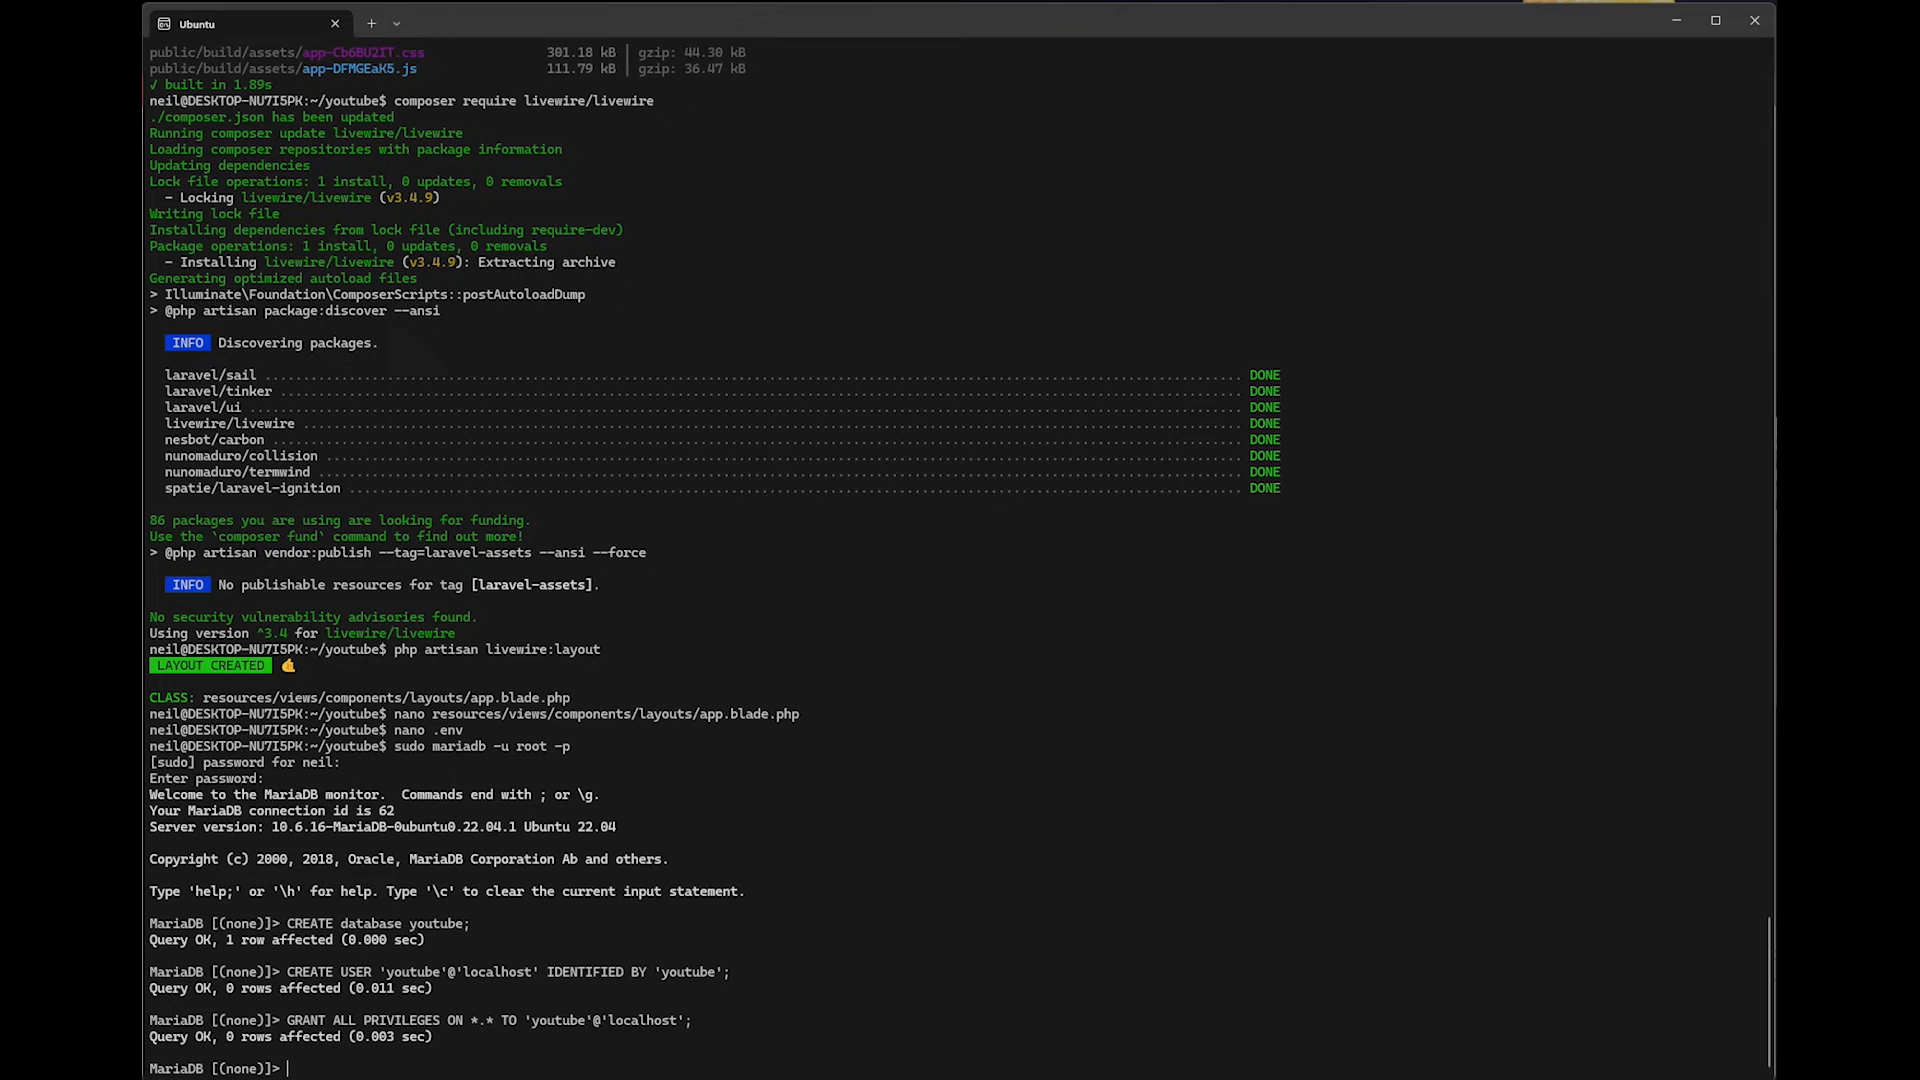 Ubuntu
public/build/assets/app-Cb6BU2IT.css 301.18 kB │ gzip: 44.30 kB
public/build/assets/app-DFMGEaK5.js 111.79 kB │ gzip: 36.47 kB
✓ built in 1.89s
neil@DESKTOP-NU7I5PK:~/youtube$ composer require livewire/livewire
./composer.json has been updated
Running composer update livewire/livewire
Loading composer repositories with package information
Updating dependencies
Lock file operations: 1 install, 0 updates, 0 removals
- Locking livewire/livewire (v3.4.9)
Writing lock file
Installing dependencies from lock file (including require-dev)
Package operations: 1 install, 0 updates, 0 removals
- Installing livewire/livewire (v3.4.9): Extracting archive
Generating optimized autoload files
> Illuminate\Foundation\ComposerScripts::postAutoloadDump
> @php artisan package:discover --ansi
INFO Discovering packages.
laravel/sail ........ DONE
laravel/tinker ........ DONE
laravel/ui ........ DONE
livewire/livewire ........ DONE
nesbot/carbon ........ DONE
nunomaduro/collision ........ DONE
nunomaduro/termwind ........ DONE
spatie/laravel-ignition ........ DONE
86 packages you are using are looking for funding.
Use the `composer fund` command to find out more!
> @php artisan vendor:publish --tag=laravel-assets --ansi --force
INFO No publishable resources for tag [laravel-assets].
No security vulnerability advisories found.
Using version ^3.4 for livewire/livewire
neil@DESKTOP-NU7I5PK:~/youtube$ php artisan livewire:layout
LAYOUT CREATED 🤙
CLASS: resources/views/components/layouts/app.blade.php
neil@DESKTOP-NU7I5PK:~/youtube$ nano resources/views/components/layouts/app.blade.php
neil@DESKTOP-NU7I5PK:~/youtube$ nano .env
neil@DESKTOP-NU7I5PK:~/youtube$ sudo mariadb -u root -p
[sudo] password for neil:
Enter password:
Welcome to the MariaDB monitor.  Commands end with ; or \g.
Your MariaDB connection id is 62
Server version: 10.6.16-MariaDB-0ubuntu0.22.04.1 Ubuntu 22.04
Copyright (c) 2000, 2018, Oracle, MariaDB Corporation Ab and others.
Type 'help;' or '\h' for help. Type '\c' to clear the current input statement.
MariaDB [(none)]> CREATE database youtube;
Query OK, 1 row affected (0.000 sec)
MariaDB [(none)]> CREATE USER 'youtube'@'localhost' IDENTIFIED BY 'youtube';
Query OK, 0 rows affected (0.011 sec)
MariaDB [(none)]> GRANT ALL PRIVILEGES ON *.* TO 'youtube'@'localhost';
Query OK, 0 rows affected (0.003 sec)
MariaDB [(none)]>